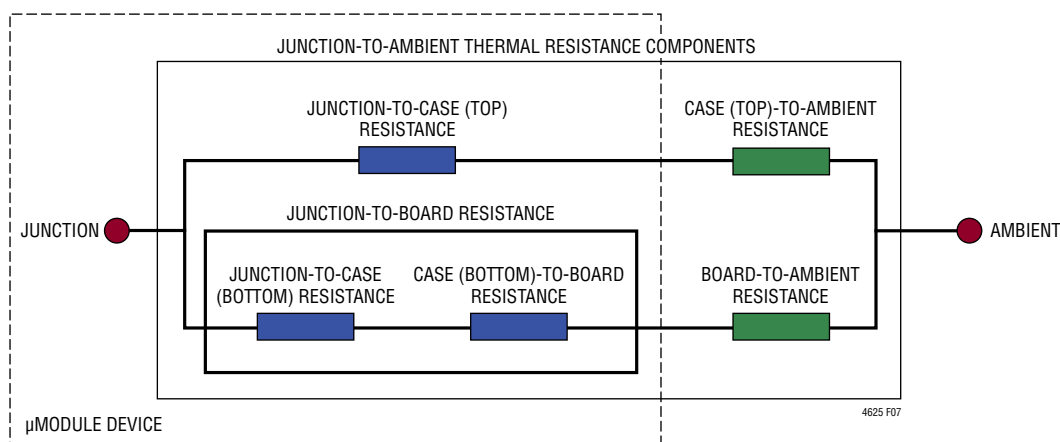 JUNCTION-TO-AMBIENT THERMAL RESISTANCE COMPONENTS
JUNCTION-TO-CASE (TOP)
RESISTANCE
CASE (TOP)-TO-AMBIENT
RESISTANCE
JUNCTION
JUNCTION-TO-BOARD RESISTANCE
AMBIENT
JUNCTION-TO-CASE
(BOTTOM) RESISTANCE
CASE (BOTTOM)-TO-BOARD
RESISTANCE
BOARD-TO-AMBIENT
RESISTANCE
4625 F07
µMODULE DEVICE